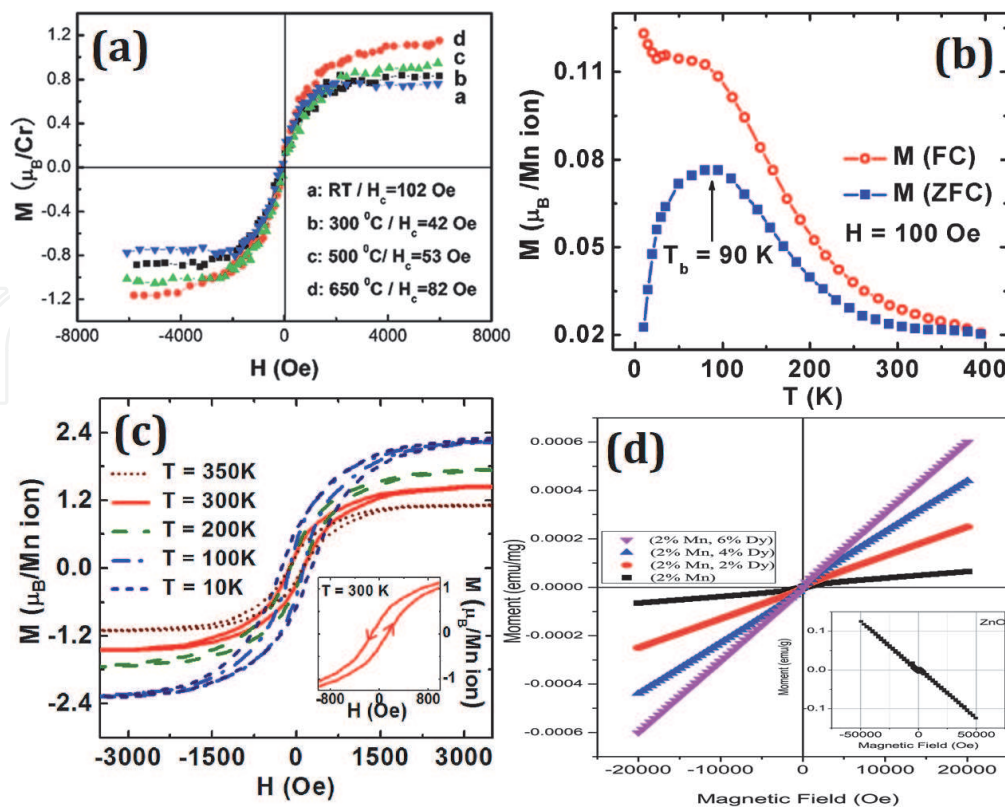 (a)
M (μB/Cr)
1.2
0.8
0.4
0.0
-0.4
-0.8
-1.2
d
c
b
a
a: RT / Hc=102 Oe
b: 300 ⁰C / Hc=42 Oe
c: 500 ⁰C/ Hc=53 Oe
d: 650 ⁰C / Hc=82 Oe
-8000 -4000 0 4000 8000
H (Oe)
(b)
M (μB/Mn ion)
0.11
0.08
0.05
0.02
M (FC)
M (ZFC)
H = 100 Oe
Tb = 90 K
0 100 200 300 400
T (K)
(c)
M (μB/Mn ion)
2.4
1.2
0.0
-1.2
-2.4
T = 350K
T = 300K
T = 200K
T = 100K
T = 10K
T = 300 K
M (μB/Mn ion)
1
0
-1
-800 0 800
H (Oe)
-3000 -1500 0 1500 3000
H (Oe)
(d)
Moment (emu/mg)
0.0006
0.0004
0.0002
0.0000
-0.0002
-0.0004
-0.0006
(2% Mn, 6% Dy)
(2% Mn, 4% Dy)
(2% Mn, 2% Dy)
(2% Mn)
ZnO
Moment (emu/g)
0.1
0.0
-0.1
-50000 0 50000
Magnetic Field (Oe)
-20000 -10000 0 10000 20000
Magnetic Field (Oe)